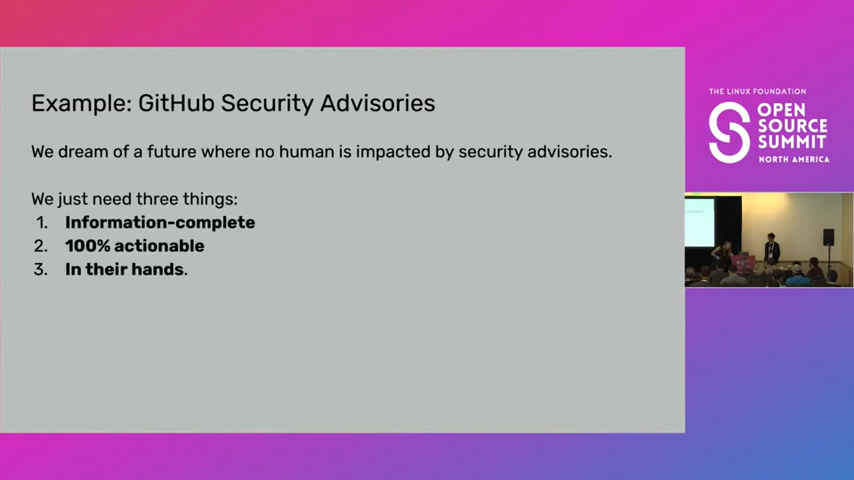 Example: GitHub Security Advisories
We dream of a future where no human is impacted by security advisories.
We just need three things:
1. Information-complete
2. 100% actionable
3. In their hands.
THE LINUX FOUNDATION
OPEN
SOURCE
SUMMIT
NORTH AMERICA